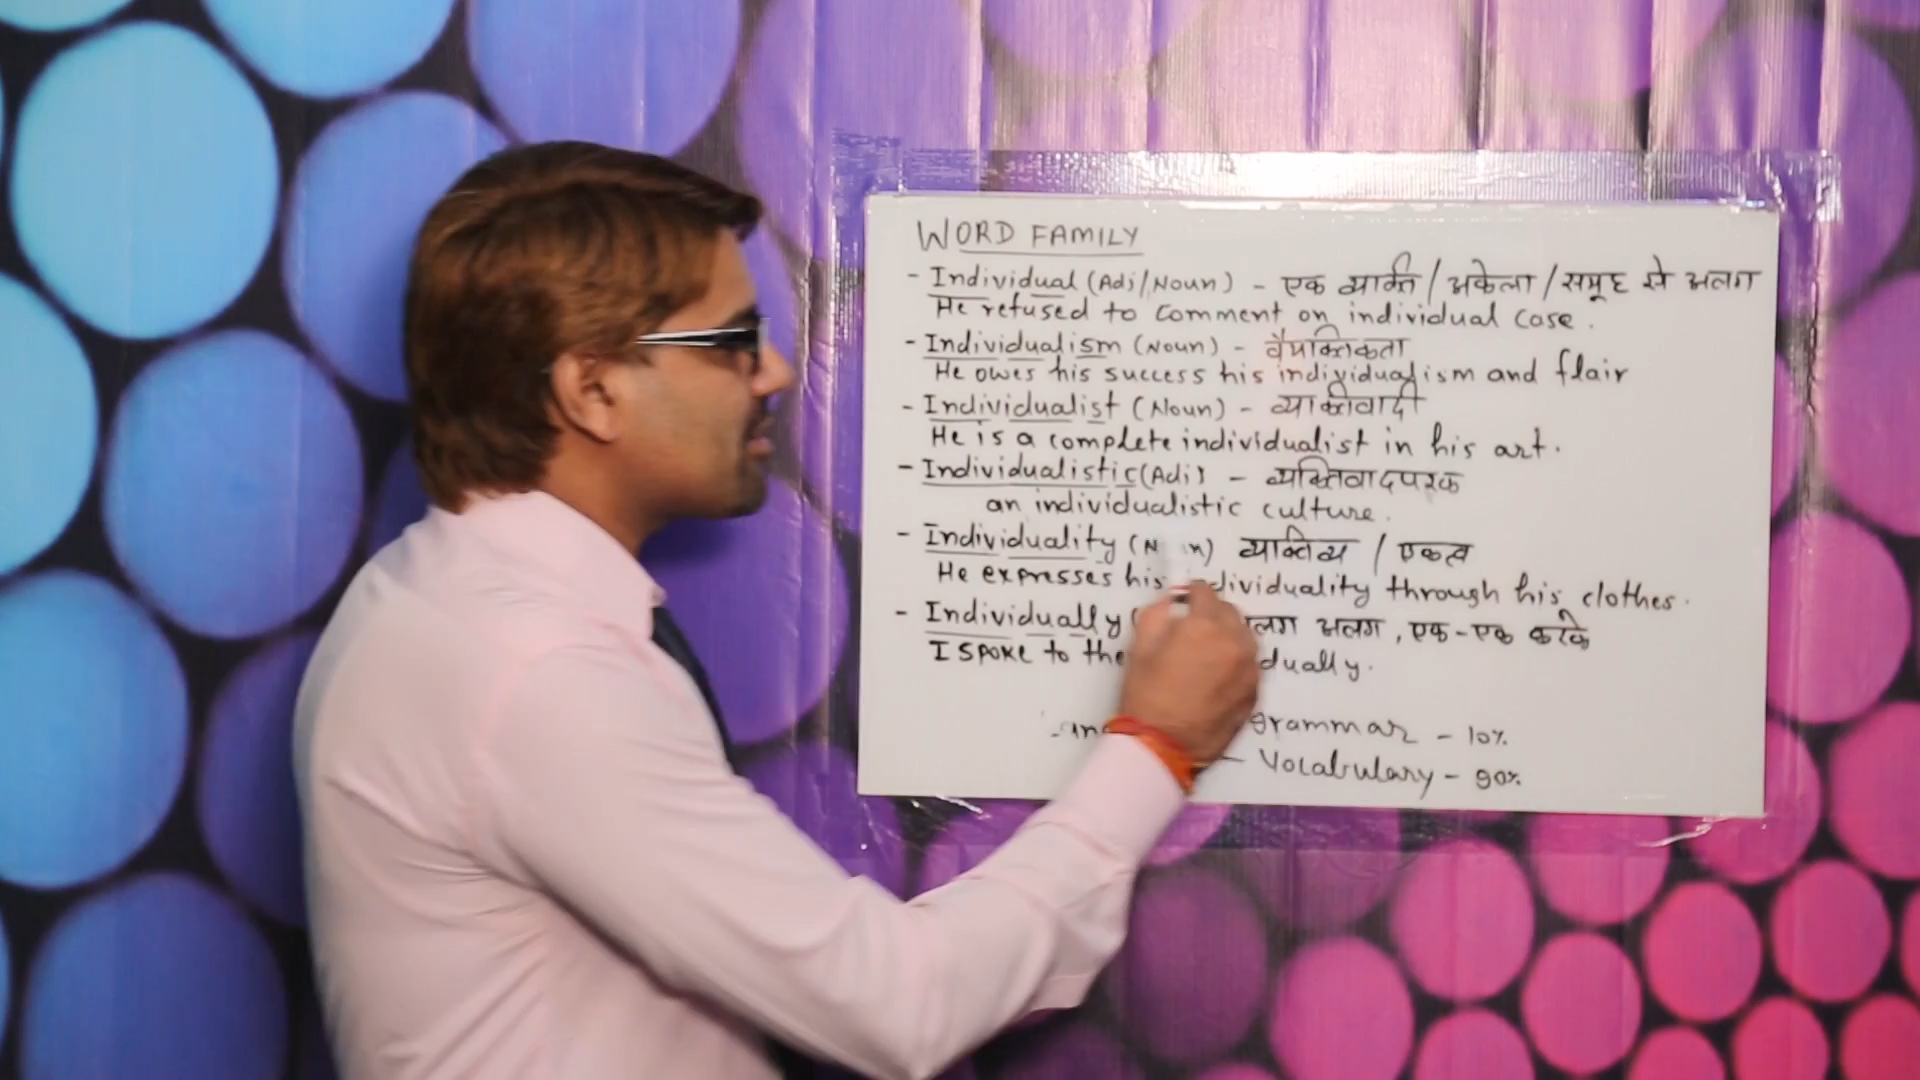 WORD FAMILY
- Individual (Adj/Noun) - एक व्यक्ति / अकेला / समूह से अलग
He refused to comment on individual case.
- Individualism (Noun) - वैयक्तिकता
He owes his success his individualism and flair
- Individualist (Noun) - व्यक्तिवादी
He is a complete individualist in his art.
- Individualistic (Adj) - व्यक्तिवादपरक
an individualistic culture.
- Individuality ( / एकत्व
He expresses his through his clothes.
- Individually अलग, एक-एक करके
I spoke to
grammar - 10%
- Vocabulary - 90%